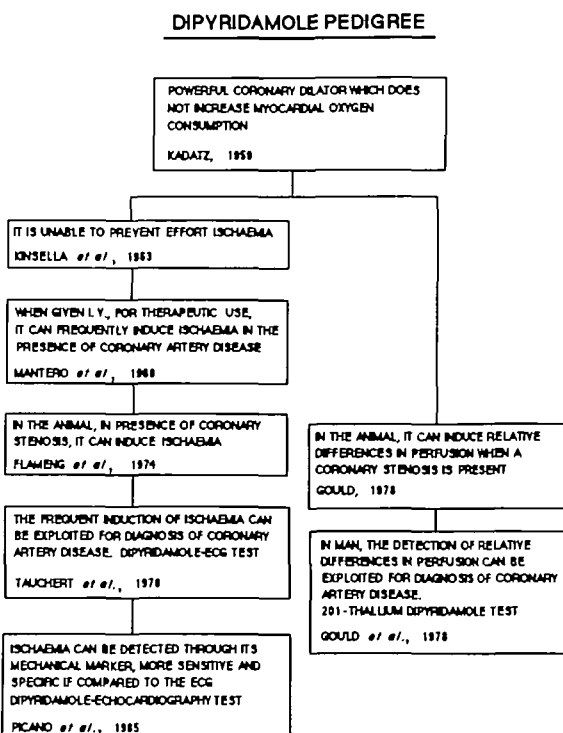 DIPYRIDAMOLE PEDIGREE
POWERFUL CORONARY DILATOR WHICH DOES
NOT INCREASE MYOCARDIAL OXYGEN
CONSUMPTION
KADATZ, 1959
IT IS UNABLE TO PREVENT EFFORT ISCHAEMIA
KINSELLA et al, 1963
WHEN GIVEN I.V., FOR THERAPEUTIC USE,
IT CAN FREQUENTLY INDUCE ISCHAEMIA IN THE
PRESENCE OF CORONARY ARTERY DISEASE
MANTERO et al,
IN THE ANIMAL, IN PRESENCE OF CORONARY
STENOSIS, IT CAN INDUCE ISCHAEMIA
FLAMENG et al, 1974
THE FREQUENT INDUCTION OF ISCHAEMIA CAN
BE EXPLOITED FOR DIAGNOSIS OF CORONARY
ARTERY DISEASE. DIPYRIDAMOLE-ECG TEST
TAUCHERT et al.,
ISCHAEMIA CAN BE DETECTED THROUGH ITS
MECHANICAL MARKER, MORE SENSITIVE AND
SPECIFIC IF COMPARED TO THE ECG
DIPYRIDAMOLE-ECHOCARDIOGRAPHY TEST
PICANO et al., 1985
IN THE ANIMAL, IT CAN INDUCE RELATIVE
DIFFERENCES IN PERFUSION WHEN A
CORONARY STENOSIS IS PRESENT
GOULD, 1978
IN MAN, THE DETECTION OF RELATIVE
DIFFERENCES IN PERFUSION CAN BE
EXPLOITED FOR DIAGNOSIS OF CORONARY
ARTERY DISEASE.
201-THALLIUM DIPYRIDAMOLE TEST
GOULD et al., 1978